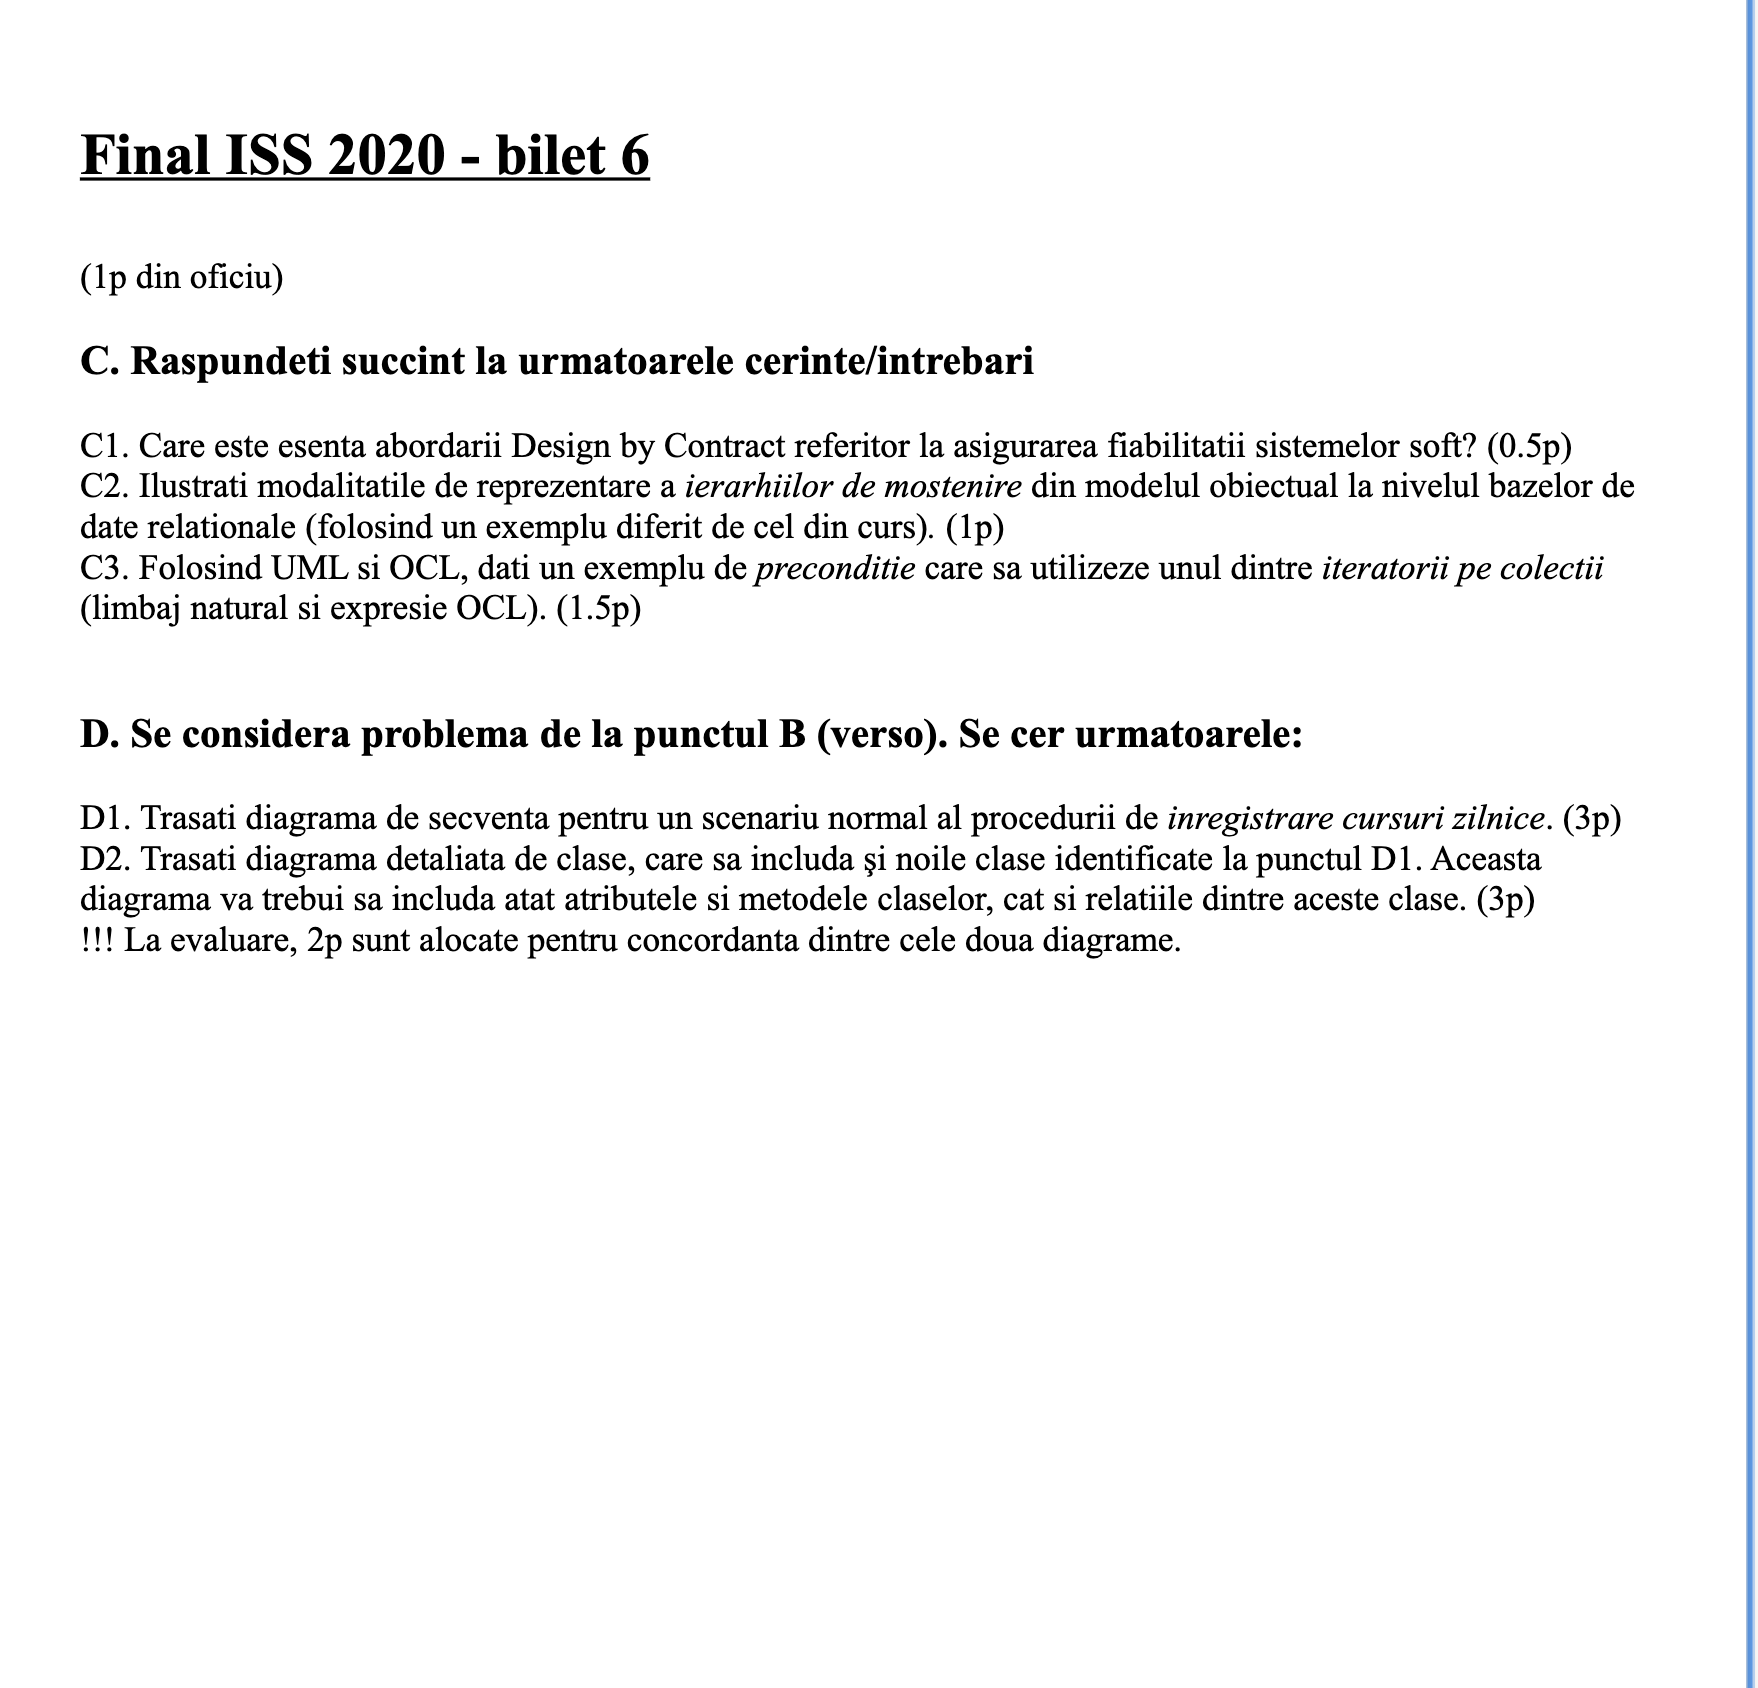 Final ISS 2020 - bilet 6
(1p din oficiu)
C. Raspundeti succint la urmatoarele cerinte/intrebari
C1. Care este esenta abordarii Design by Contract referitor la asigurarea fiabilitatii sistemelor soft? (0.5p)
C2. Ilustrati modalitatile de reprezentare a ierarhiilor de mostenire din modelul obiectual la nivelul bazelor de
date relationale (folosind un exemplu diferit de cel din curs). (1p)
C3. Folosind UML si OCL, dati un exemplu de preconditie care sa utilizeze unul dintre iteratorii pe colectii
(limbaj natural si expresie OCL). (1.5p)
D. Se considera problema de la punctul B (verso). Se cer urmatoarele:
D1. Trasati diagrama de secventa pentru un scenariu normal al procedurii de inregistrare cursuri zilnice. (3p)
D2. Trasati diagrama detaliata de clase, care sa includa şi noile clase identificate la punctul D1. Aceasta
diagrama va trebui sa includa atat atributele si metodele claselor, cat si relatiile dintre aceste clase. (3p)
!!! La evaluare, 2p sunt alocate pentru concordanta dintre cele doua diagrame.